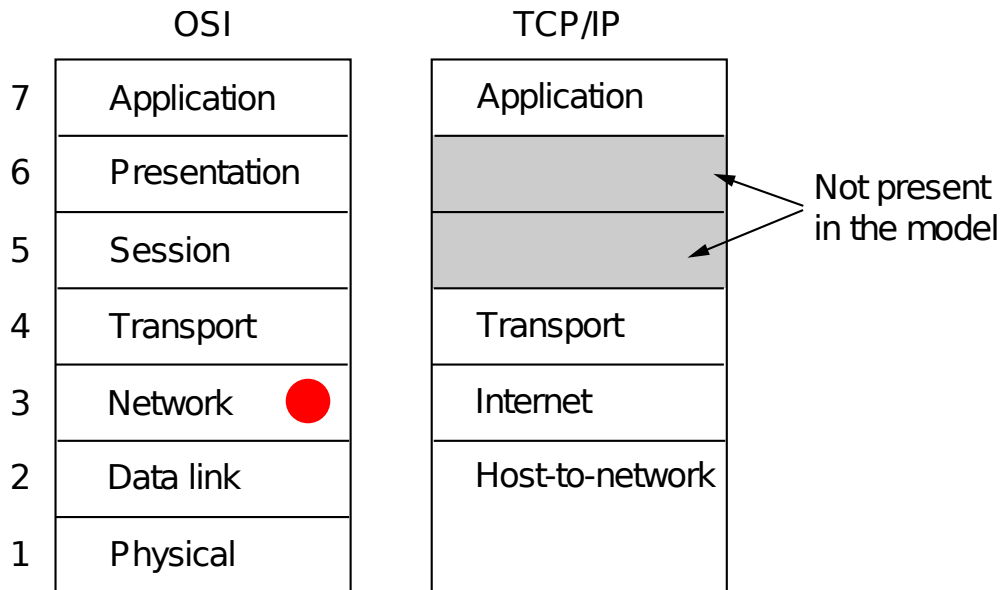 OSI
TCP/IP
7
Application
Application
6
Presentation
Not present
in the model
5
Session
4
Transport
Transport
3
Network
Internet
2
Data link
Host-to-network
1
Physical